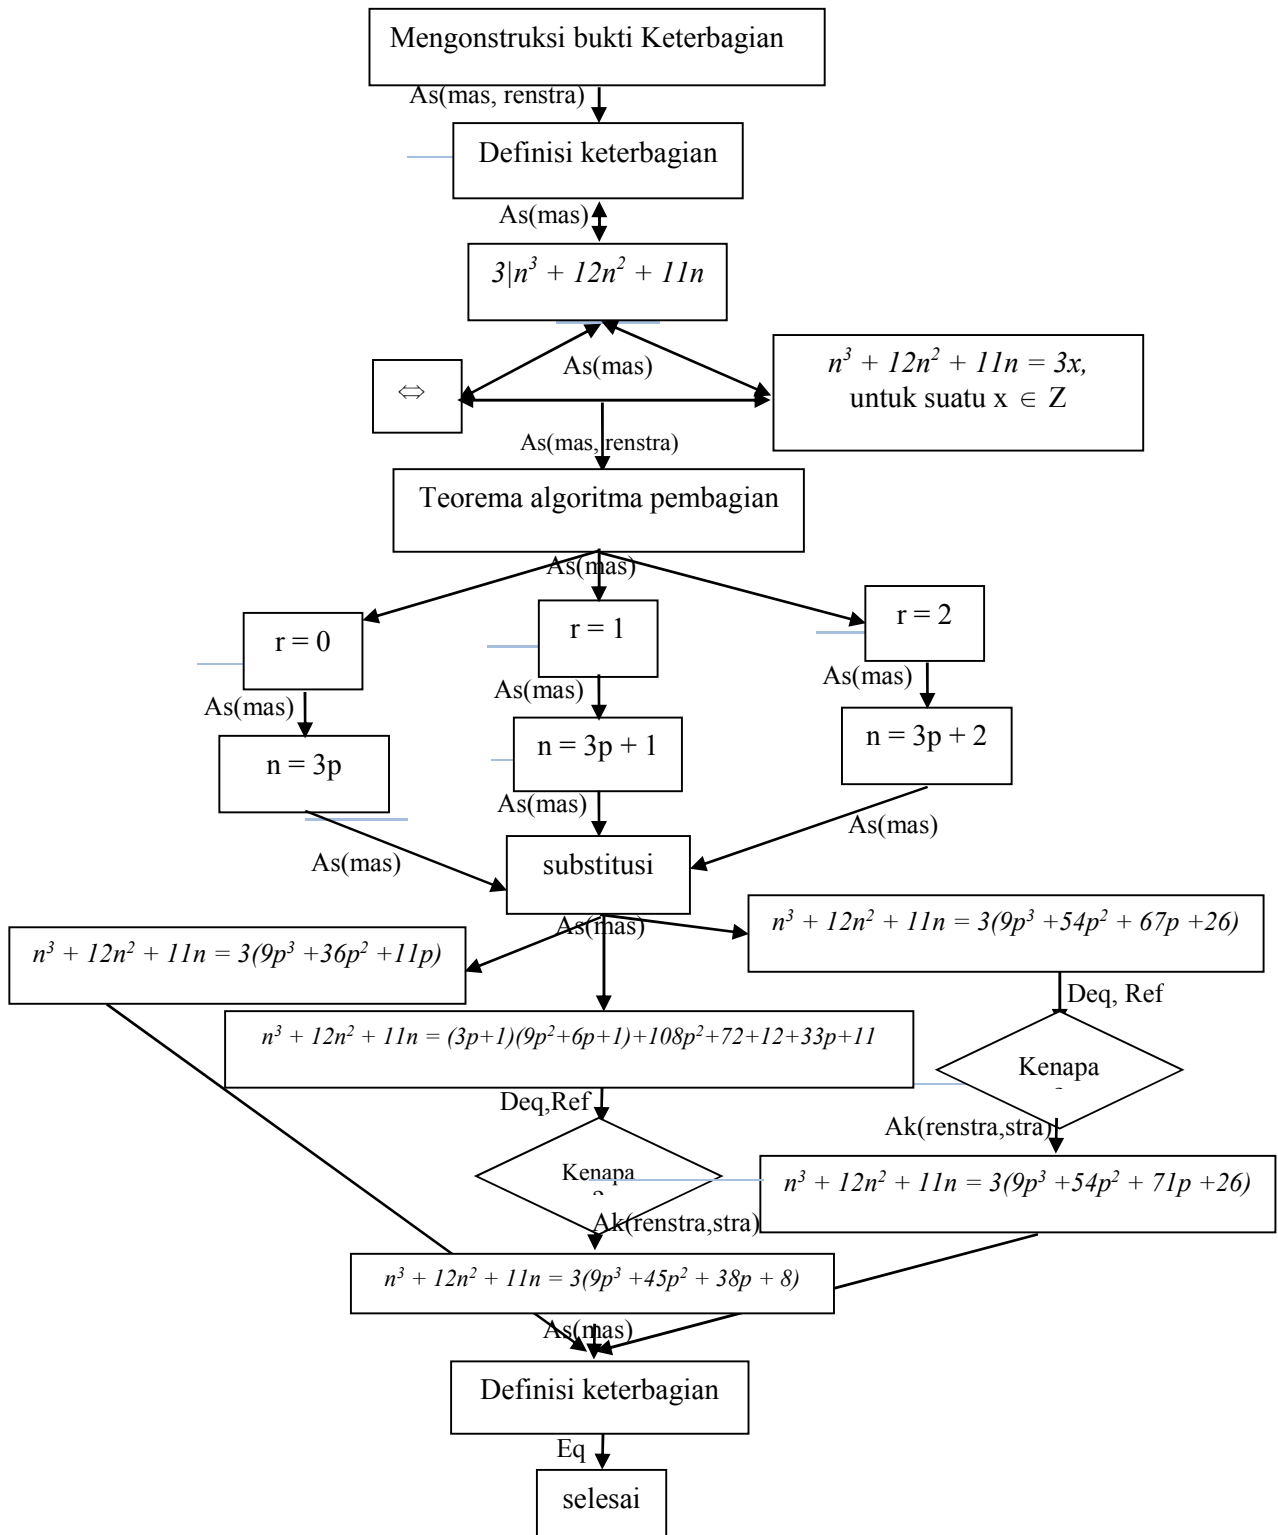 Mengonstruksi bukti Keterbagian
As(mas, renstra)
Definisi keterbagian
As(mas)
3|n³ + 12n² + 11n
As(mas)
⇔
n³ + 12n² + 11n = 3x,
untuk suatu x ∈ Z
As(mas, renstra)
Teorema algoritma pembagian
As(mas)
r = 0
r = 1
r = 2
As(mas)
As(mas)
As(mas)
n = 3p
n = 3p + 1
n = 3p + 2
As(mas)
As(mas)
As(mas)
substitusi
As(mas)
n³ + 12n² + 11n = 3(9p³ +54p² + 67p +26)
n³ + 12n² + 11n = 3(9p³ +36p² +11p)
Deq, Ref
n³ + 12n² + 11n = (3p+1)(9p²+6p+1)+108p²+72+12+33p+11
Kenapa
Deq,Ref
Ak(renstra,stra)
Kenapa
n³ + 12n² + 11n = 3(9p³ +54p² + 71p +26)
Ak(renstra,stra)
n³ + 12n² + 11n = 3(9p³ +45p² + 38p + 8)
As(mas)
Definisi keterbagian
Eq
selesai